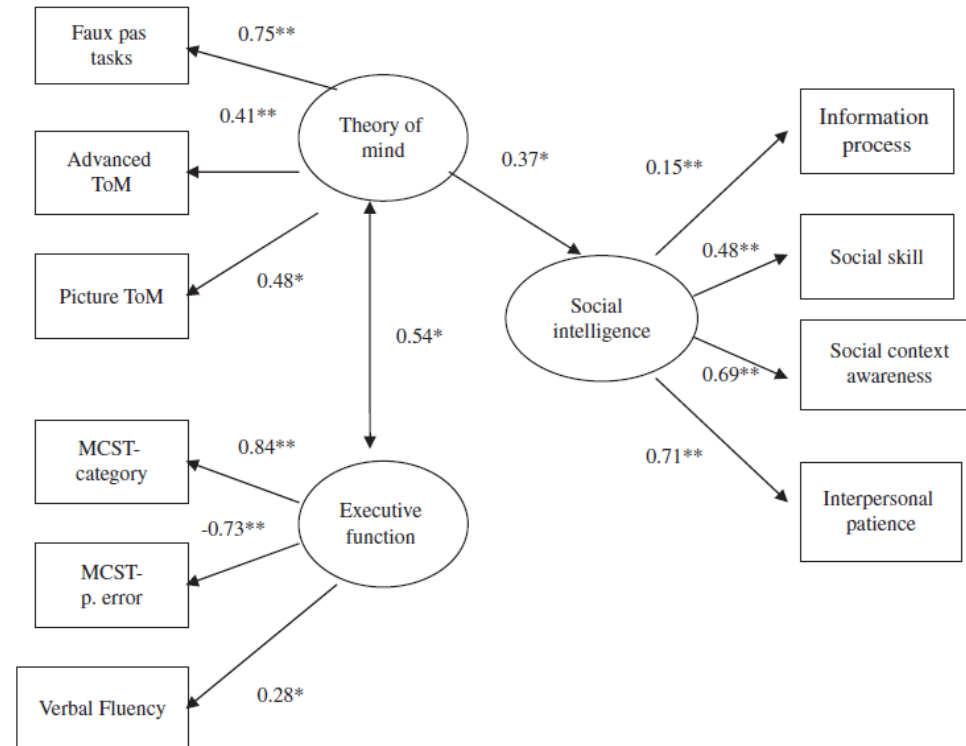 Faux pas
tasks
0.75**
0.41**
Theory of
mind
Advanced
ToM
0.37*
Information
process
0.15**
Picture ToM
0.48*
0.48**
Social skill
Social
intelligence
0.54*
Social context
awareness
0.69**
MCST-
category
0.84**
0.71**
Interpersonal
patience
Executive
function
-0.73**
MCST-
p. error
Verbal Fluency
0.28*